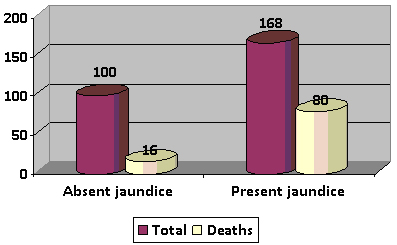 200
150
100
50
0
100
16
168
80
Absent jaundice
Present jaundice
Total
Deaths